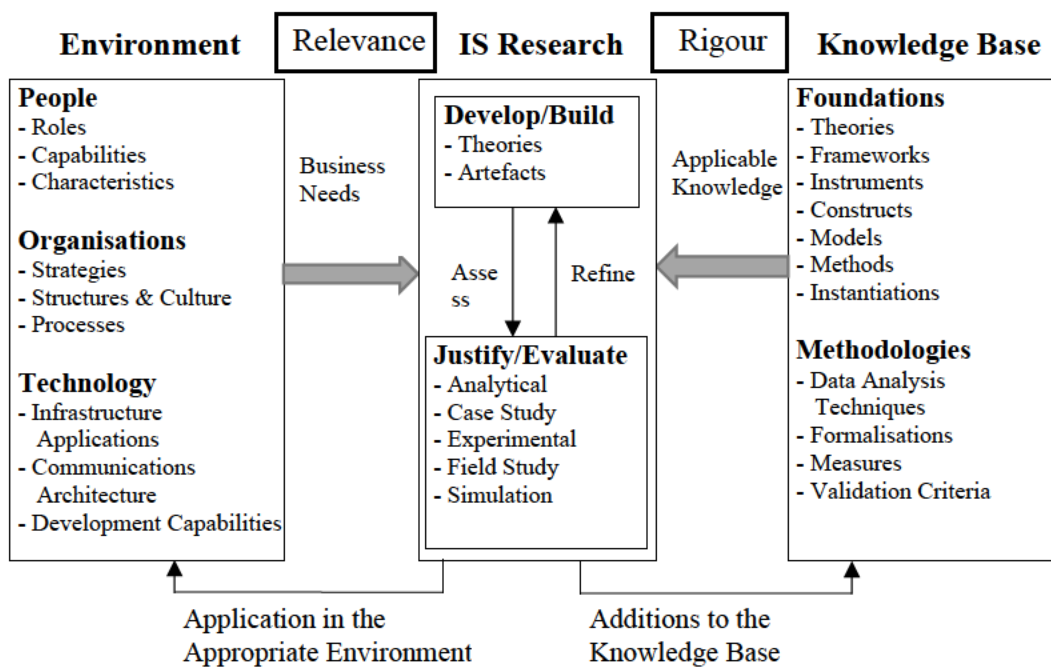 Environment
Relevance
IS Research
Rigour
Knowledge Base
People
- Roles
- Capabilities
- Characteristics
Organisations
- Strategies
- Structures & Culture
- Processes
Technology
- Infrastructure
Applications
- Communications
Architecture
- Development Capabilities
Business
Needs
Develop/Build
- Theories
- Artefacts
Asse
ss
Refine
Justify/Evaluate
- Analytical
- Case Study
- Experimental
- Field Study
- Simulation
Applicable
Knowledge
Foundations
- Theories
- Frameworks
- Instruments
- Constructs
- Models
- Methods
- Instantiations
Methodologies
- Data Analysis
Techniques
- Formalisations
- Measures
- Validation Criteria
Application in the
Appropriate Environment
Additions to the
Knowledge Base